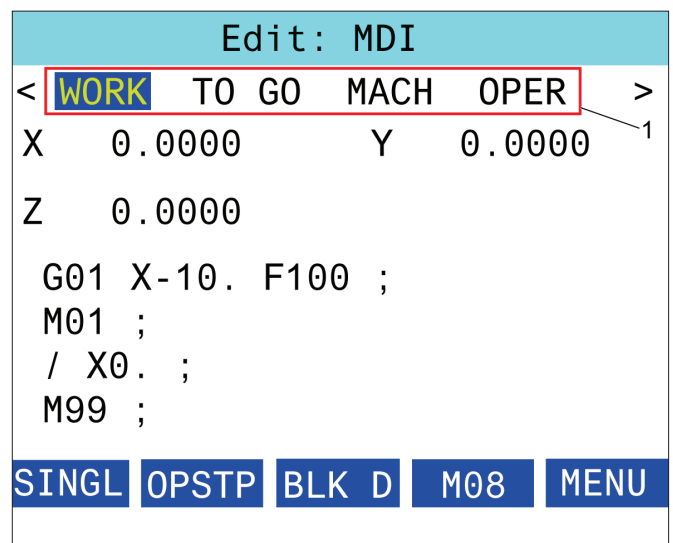 Edit: MDI
< WORK TO GO MACH OPER >
1
X 0.0000 Y 0.0000
Z 0.0000
G01 X-10. F100 ;
M01 ;
/ X0. ;
M99 ;
SINGL OPSTP BLK D M08 MENU